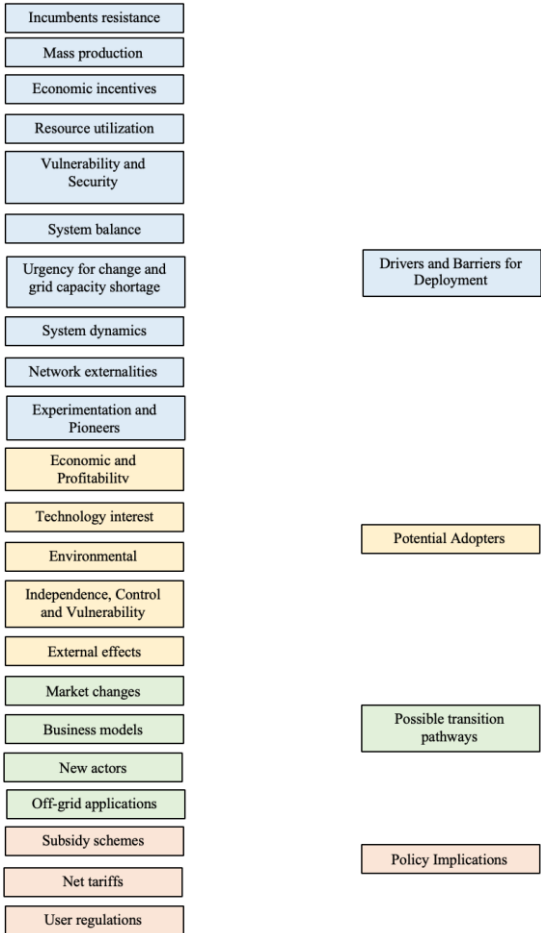 Incumbents resistance
Mass production
Economic incentives
Resource utilization
Vulnerability and
Security
System balance
Urgency for change and
grid capacity shortage
System dynamics
Network externalities
Experimentation and
Pioneers
Economic and
Profitability
Technology interest
Environmental
Independence, Control
and Vulnerability
External effects
Market changes
Business models
New actors
Off-grid applications
Subsidy schemes
Net tariffs
User regulations
Drivers and Barriers for
Deployment
Potential Adopters
Possible transition
pathways
Policy Implications